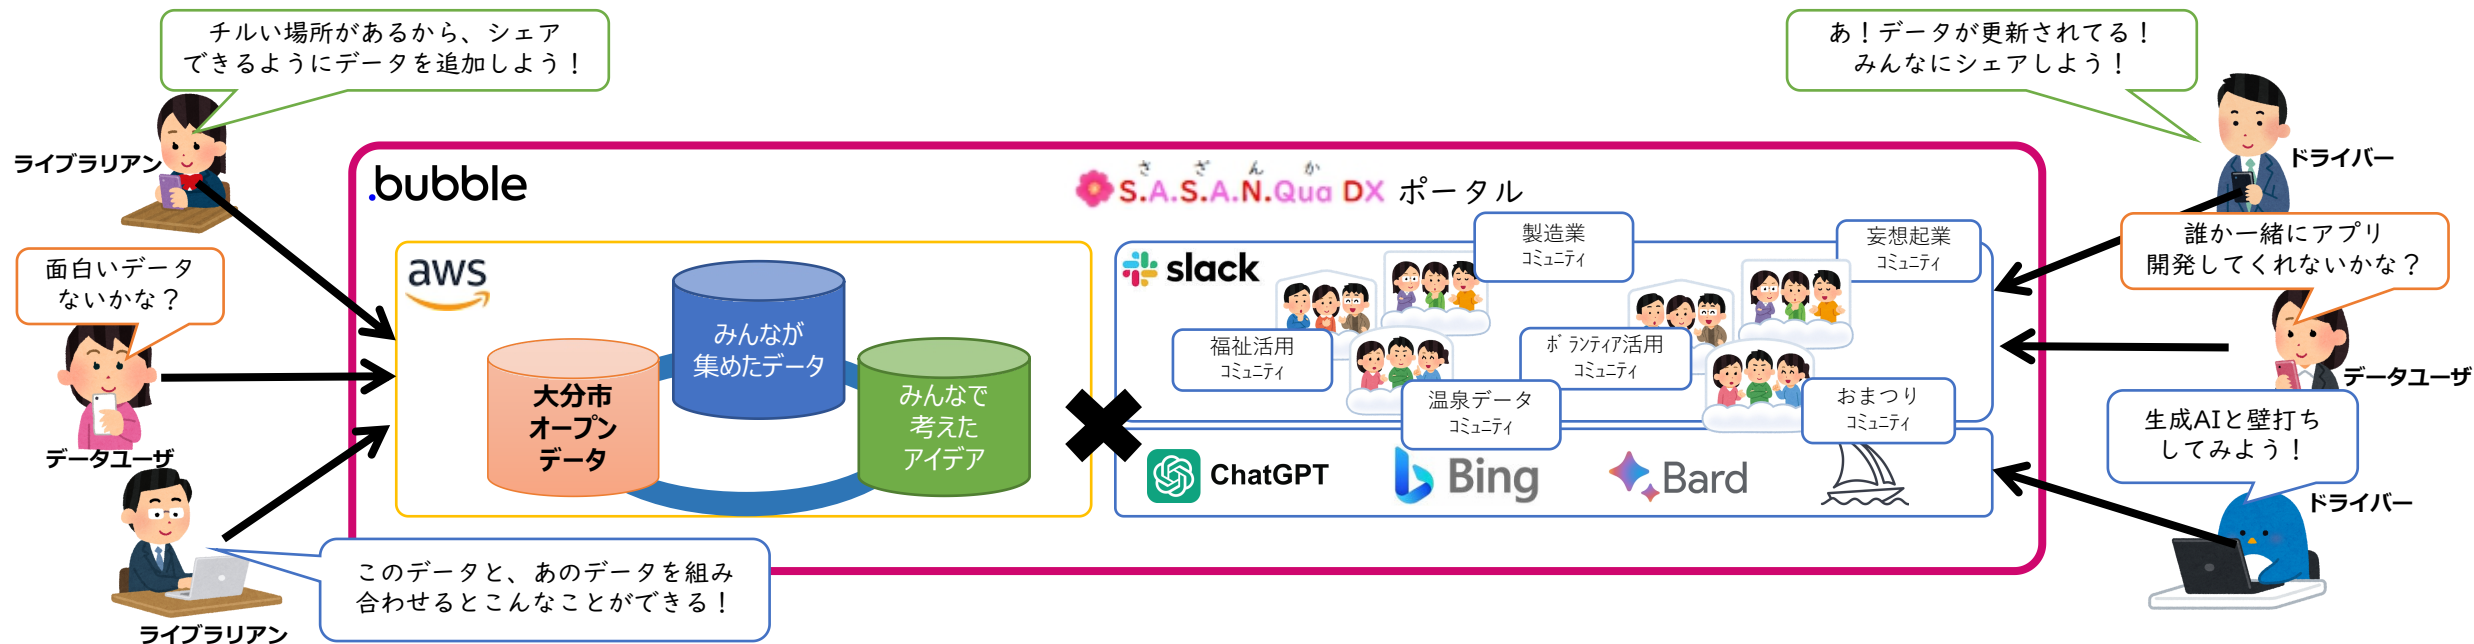 チルい場所があるから、シェア
できるようにデータを追加しよう！
ライブラリアン
面白いデータ
ないかな？
データユーザ
このデータと、あのデータを組み
合わせるとこんなことができる！
ライブラリアン
.bubble
さざんか
S.A.S.A.N.Qua DX ポータル
aws
みんなが
集めたデータ
大分市
オープン
データ
みんなで
考えた
アイデア
slack
製造業
コミュニティ
妄想起業
コミュニティ
福祉活用
コミュニティ
ボランティア活用
コミュニティ
温泉データ
コミュニティ
おまつり
コミュニティ
ChatGPT
Bing
Bard
あ！データが更新されてる！
みんなにシェアしよう！
ドライバー
誰か一緒にアプリ
開発してくれないかな？
データユーザ
生成AIと壁打ち
してみよう！
ドライバー